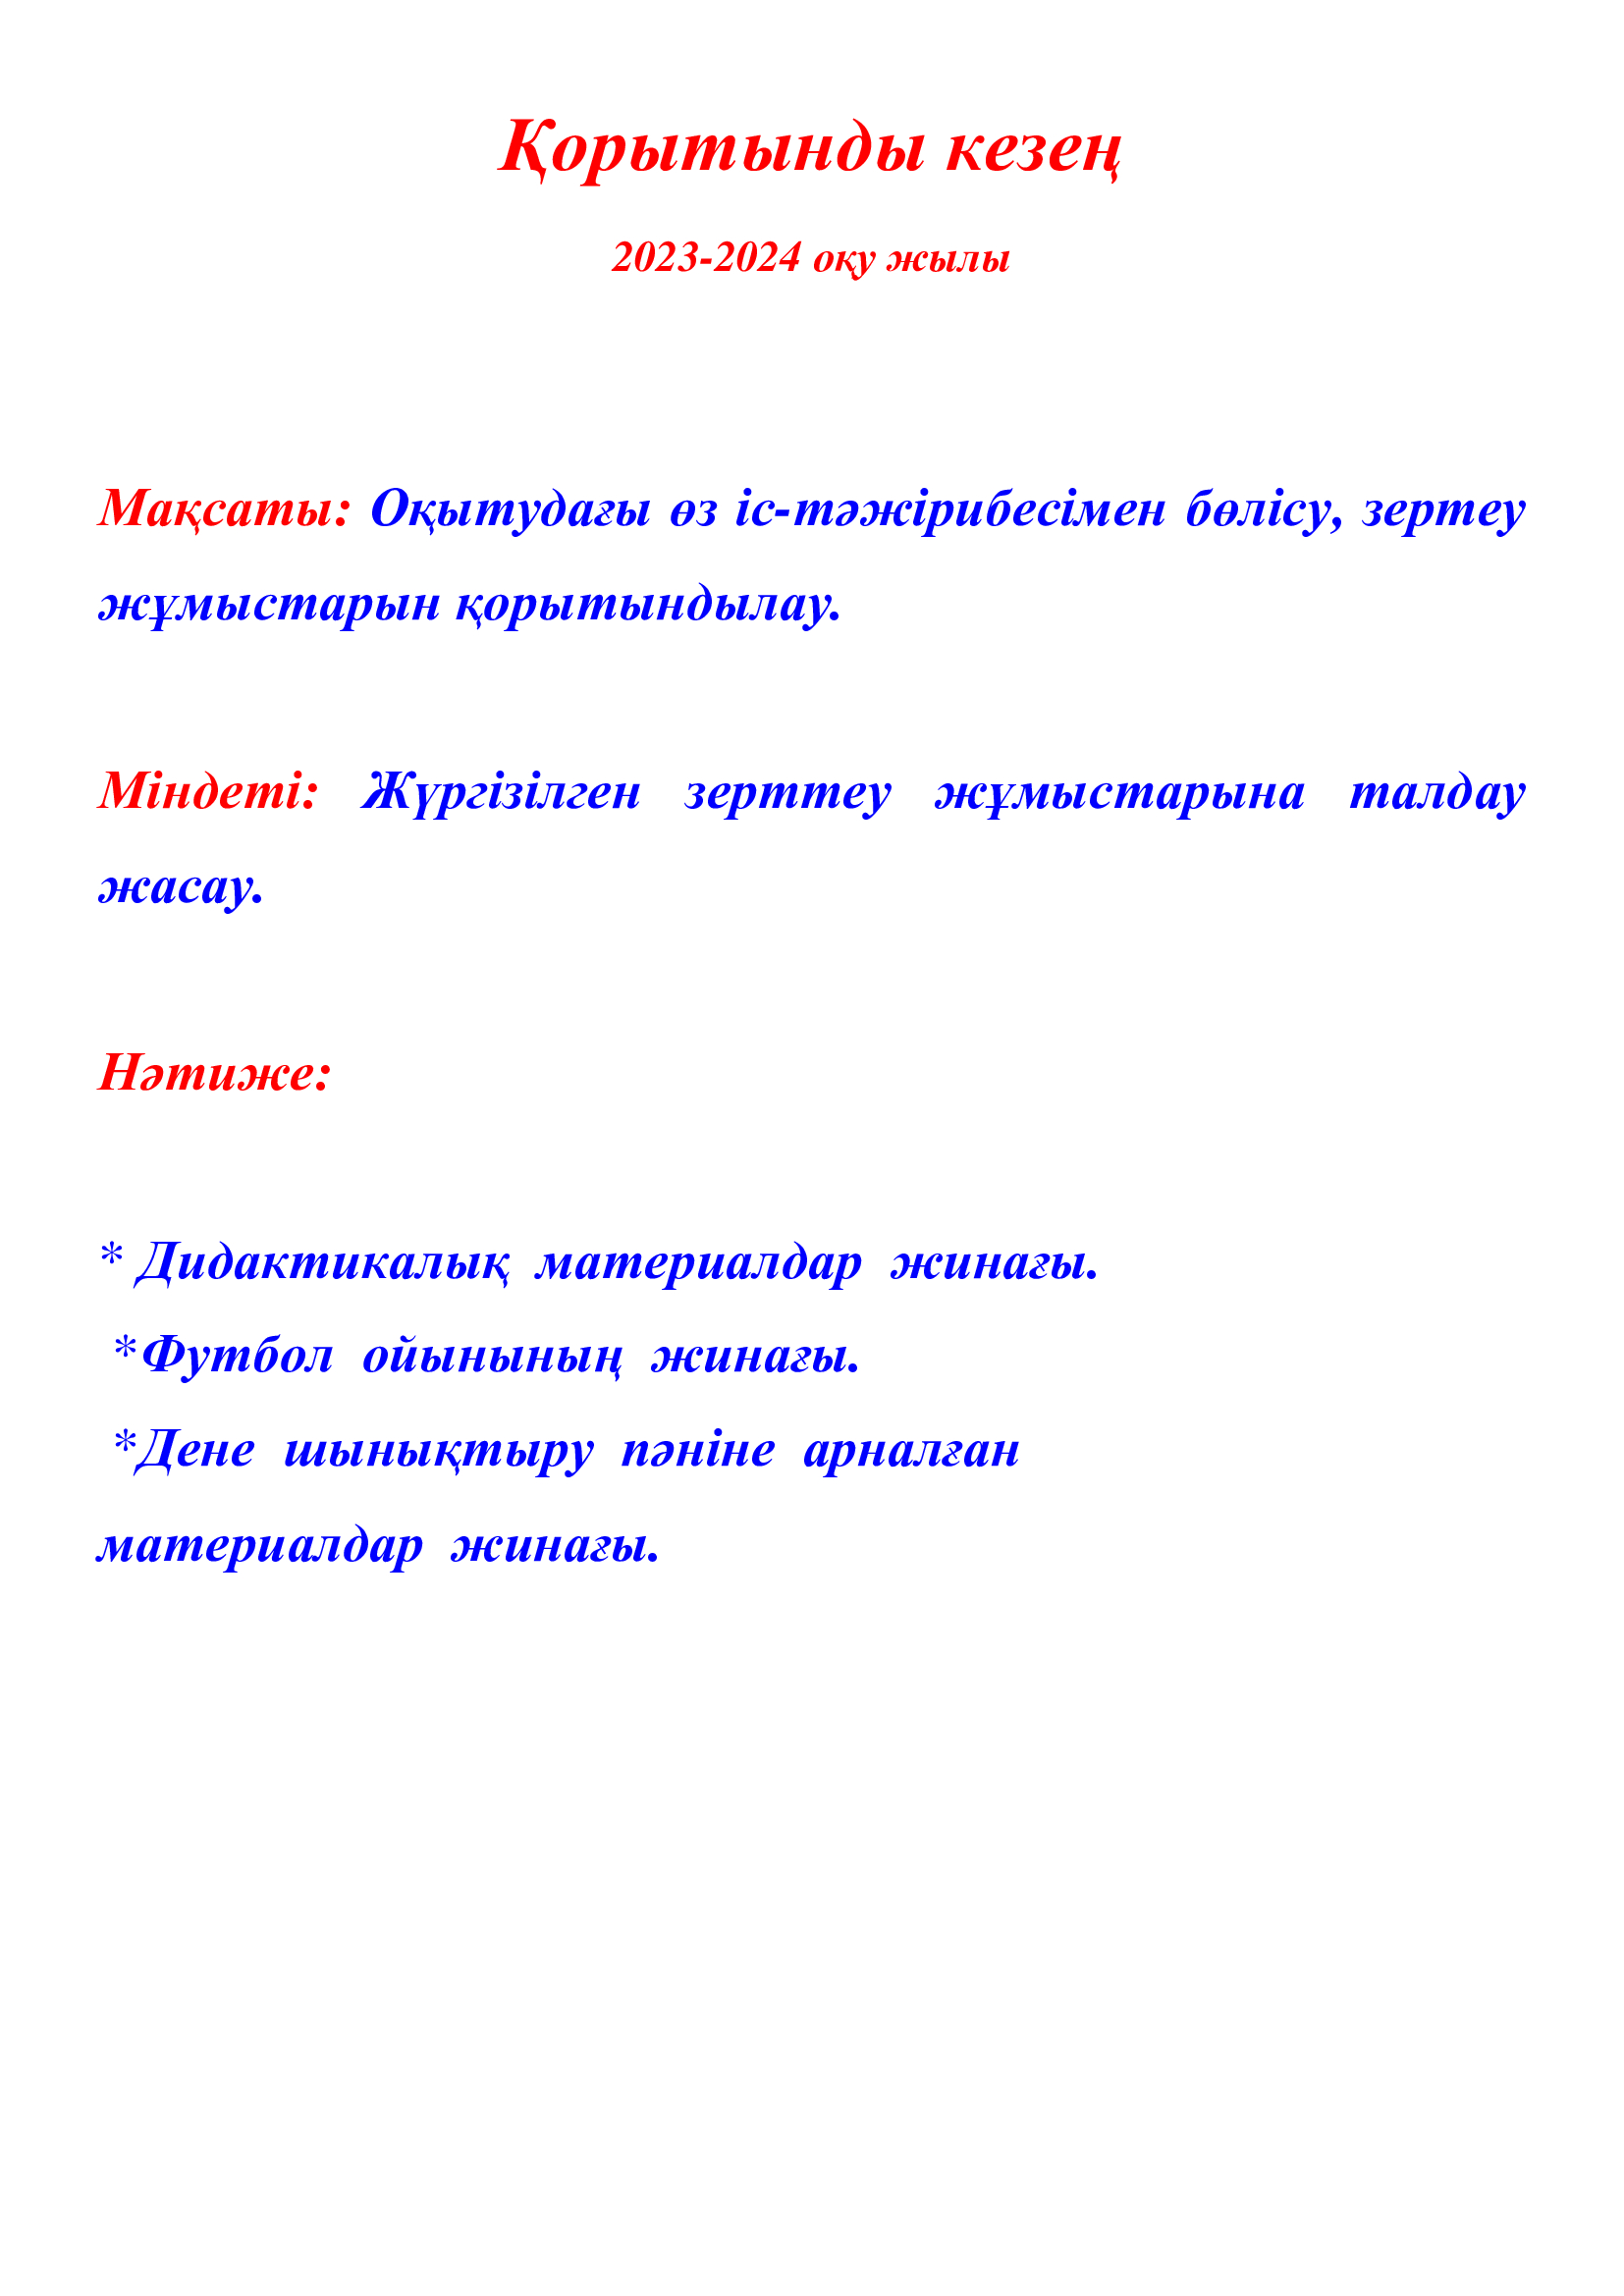 Қорытынды кезең
2023-2024 оқу жылы
Мақсаты: Оқытудағы өз іс-тәжірибесімен бөлісу, зертеу
жұмыстарын қорытындылау.
Міндеті: Жүргізілген зерттеу жұмыстарына талдау
жасау.
Нәтиже:
* Дидактикалық материалдар жинағы.
*Футбол ойынының жинағы.
*Дене шынықтыру пәніне арналған
материалдар жинағы.